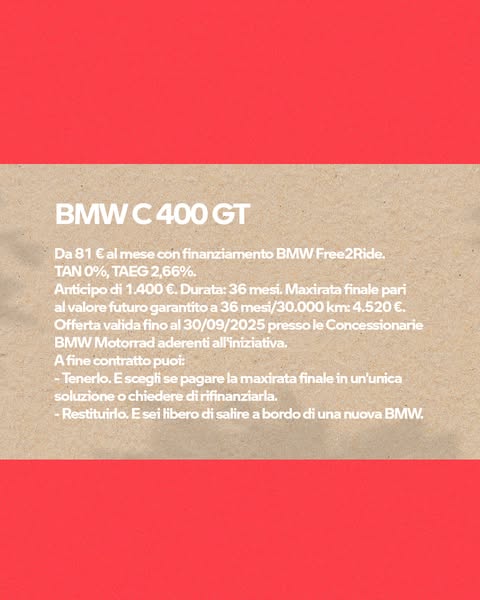 BMW C 400 GT
Da 81 € al mese con finanziamento BMW Free2Ride.
TAN 0%, TAEG 2,66%.
Anticipo di 1.400 €. Durata: 36 mesi. Maxirata finale pari
al valore futuro garantito a 36 mesi/30.000 km: 4.520 €.
Offerta valida fino al 30/09/2025 presso le Concessionarie
BMW Motorrad aderenti all'iniziativa.
A fine contratto puoi:
- Tenerlo. E scegli se pagare la maxirata finale in un'unica
soluzione o chiedere di rifinanziarla.
- Restituirlo. E sei libero di salire a bordo di una nuova BMW.